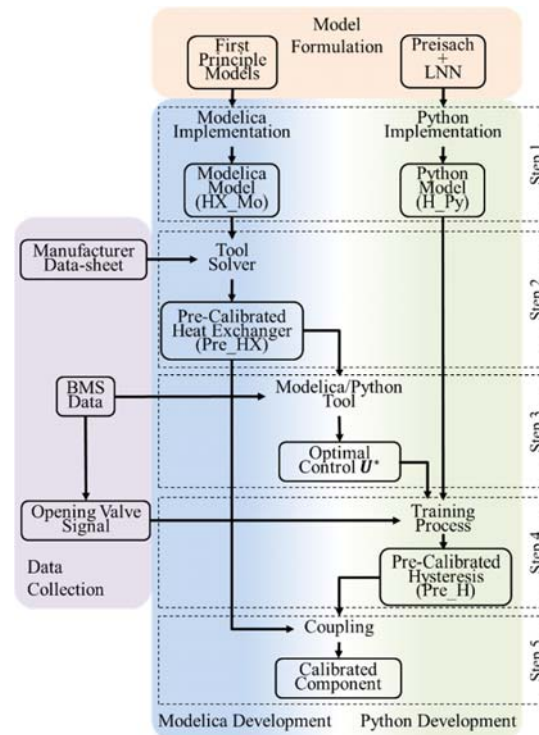 Model
Formulation
First
Principle
Models
Preisach
+
LNN
Modelica
Implementation
Python
Implementation
Step 1
Modelica
Model
(HX_Mo)
Python
Model
(H_Py)
Manufacturer
Data-sheet
Tool
Solver
Step 2
Pre-Calibrated
Heat Exchanger
(Pre_HX)
BMS
Data
Modelica/Python
Tool
Step 3
Optimal
Control U*
Opening Valve
Signal
Training
Process
Step 4
Data
Collection
Pre-Calibrated
Hysteresis
(Pre_H)
Coupling
Step 5
Calibrated
Component
Modelica Development
Python Development